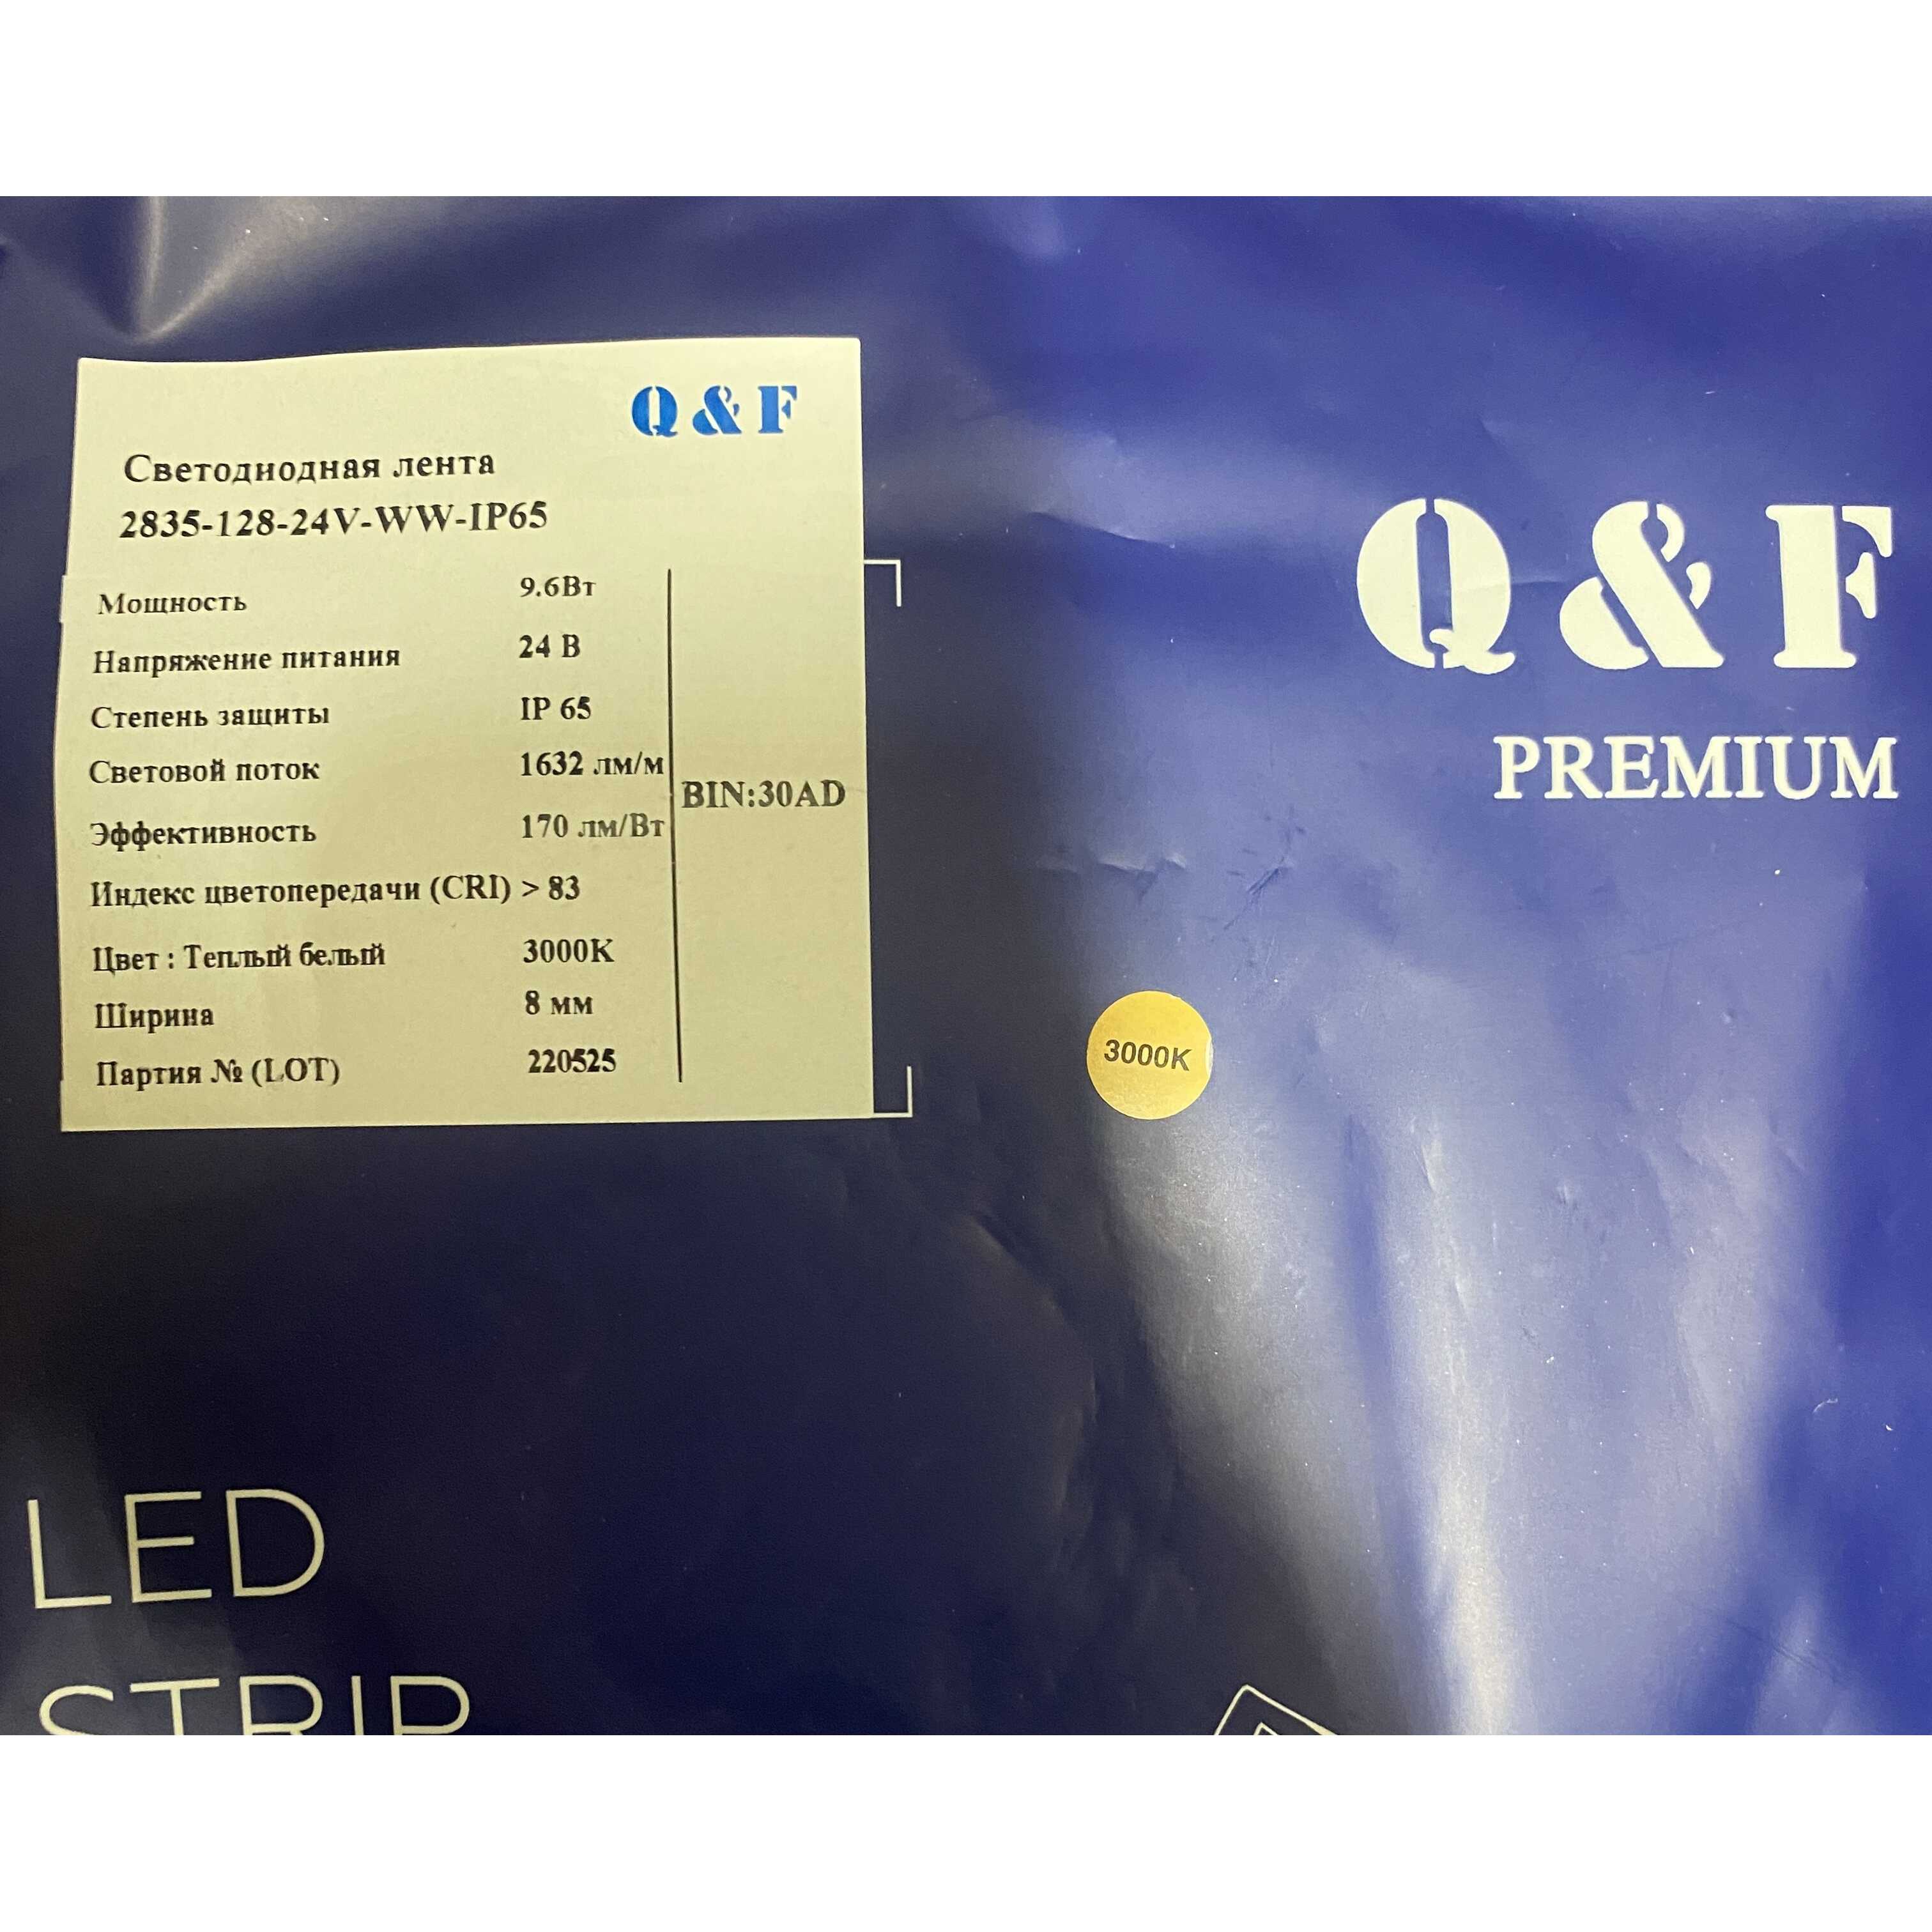 Q & F
Светодиодная лента
2835-128-24V-WW-IP65
Мощность 9.6Вт
Напряжение питания 24 В
Степень защиты IP 65
Световой поток 1632 лм/м
Эффективность 170 лм/Вт
BIN:30AD
Индекс цветопередачи (CRI) > 83
Цвет : Теплый белый 3000K
Ширина 8 мм
Партия № (LOT) 220525
Q & F
PREMIUM
3000K
LED
STRIP